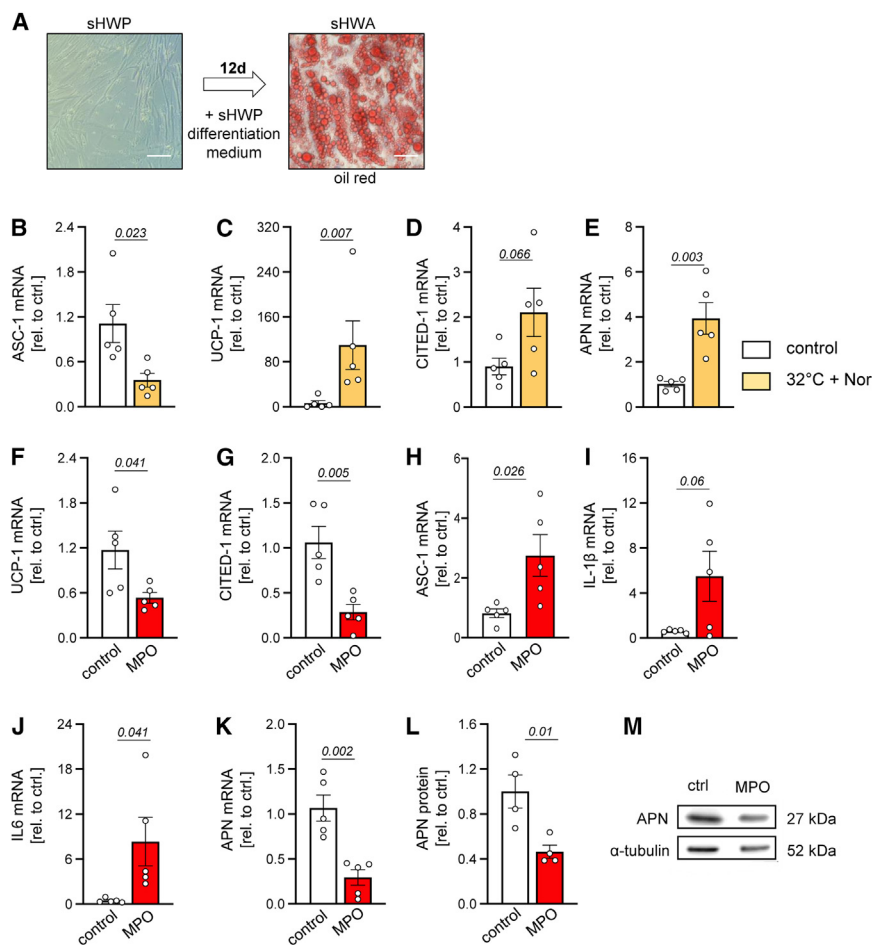 A
sHWP
sHWA
12d
+ sHWP
differentiation
medium
oil red
B
ASC-1 mRNA
[rel. to ctrl.]
2.4
1.8
1.2
0.6
0.0
0.023
C
UCP-1 mRNA
[rel. to ctrl.]
320
240
160
80
0.0
0.007
D
CITED-1 mRNA
[rel. to ctrl.]
4
3
2
1
0
0.066
E
APN mRNA
[rel. to ctrl.]
8
6
4
2
0
0.003
control
32°C + Nor
F
UCP-1 mRNA
[rel. to ctrl.]
2.4
1.8
1.2
0.6
0.0
0.041
control
MPO
G
CITED-1 mRNA
[rel. to ctrl.]
2.0
1.5
1.0
0.5
0.0
0.005
control
MPO
H
ASC-1 mRNA
[rel. to ctrl.]
6
4
2
0
0.026
control
MPO
I
IL-1β mRNA
[rel. to ctrl.]
16
12
8
4
0
0.06
control
MPO
J
IL6 mRNA
[rel. to ctrl.]
24
18
12
6
0
0.041
control
MPO
K
APN mRNA
[rel. to ctrl.]
2.0
1.5
1.0
0.5
0.0
0.002
control
MPO
L
APN protein
[rel. to ctrl.]
1.6
1.2
0.8
0.4
0.0
0.01
control
MPO
M
ctrl MPO
APN 27 kDa
α-tubulin 52 kDa